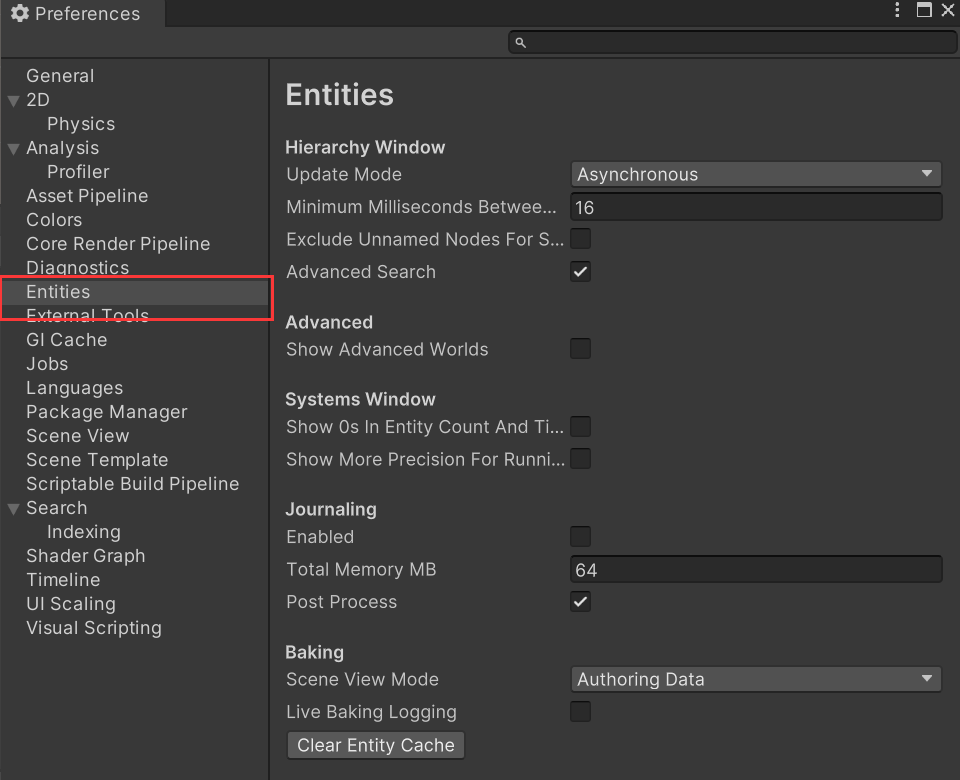 Preferences
General
2D
Physics
Analysis
Profiler
Asset Pipeline
Colors
Core Render Pipeline
Diagnostics
Entities
External Tools
GI Cache
Jobs
Languages
Package Manager
Scene View
Scene Template
Scriptable Build Pipeline
Search
Indexing
Shader Graph
Timeline
UI Scaling
Visual Scripting
Entities
Hierarchy Window
Update Mode Asynchronous
Minimum Milliseconds Betwee... 16
Exclude Unnamed Nodes For S...
Advanced Search
Advanced
Show Advanced Worlds
Systems Window
Show 0s In Entity Count And Ti...
Show More Precision For Runni...
Journaling
Enabled
Total Memory MB 64
Post Process
Baking
Scene View Mode Authoring Data
Live Baking Logging
Clear Entity Cache